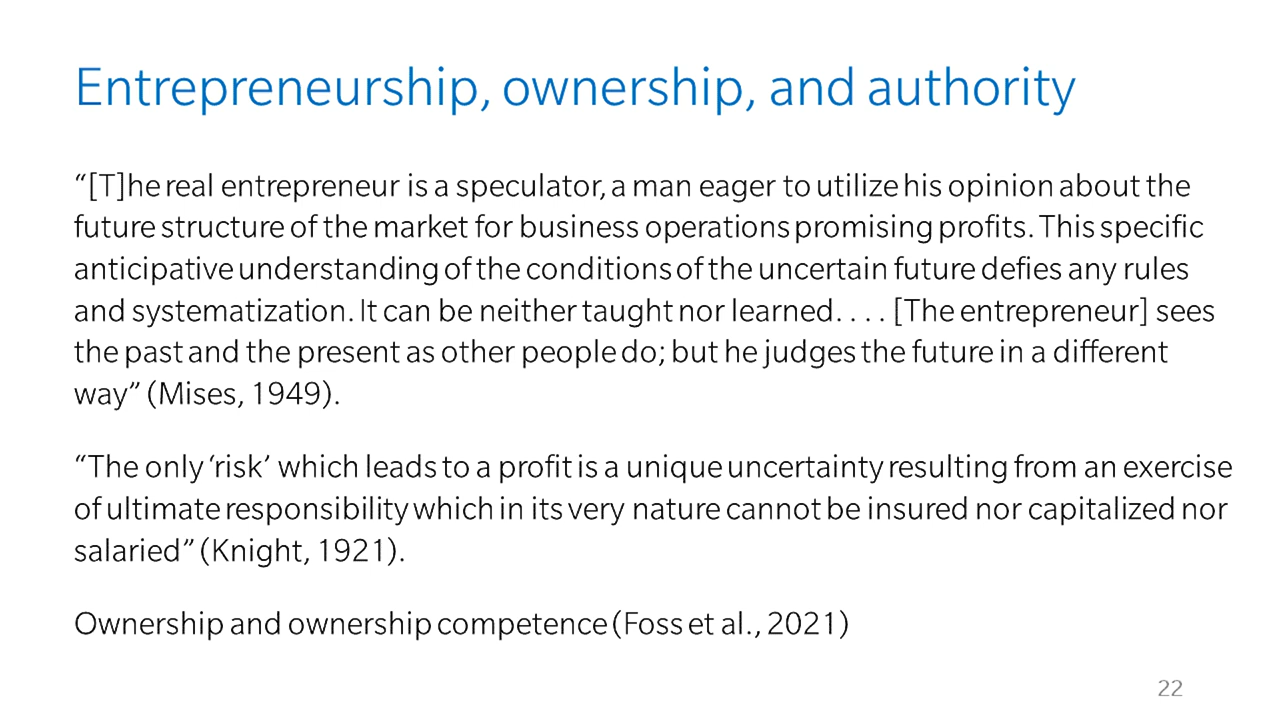 Entrepreneurship, ownership, and authority
“[T]he real entrepreneur is a speculator, a man eager to utilize his opinion about the
future structure of the market for business operations promising profits. This specific
anticipative understanding of the conditions of the uncertain future defies any rules
and systematization. It can be neither taught nor learned. . . . [The entrepreneur] sees
the past and the present as other people do; but he judges the future in a different
way” (Mises, 1949).
“The only ‘risk’ which leads to a profit is a unique uncertainty resulting from an exercise
of ultimate responsibility which in its very nature cannot be insured nor capitalized nor
salaried” (Knight, 1921).
Ownership and ownership competence (Foss et al., 2021)
22